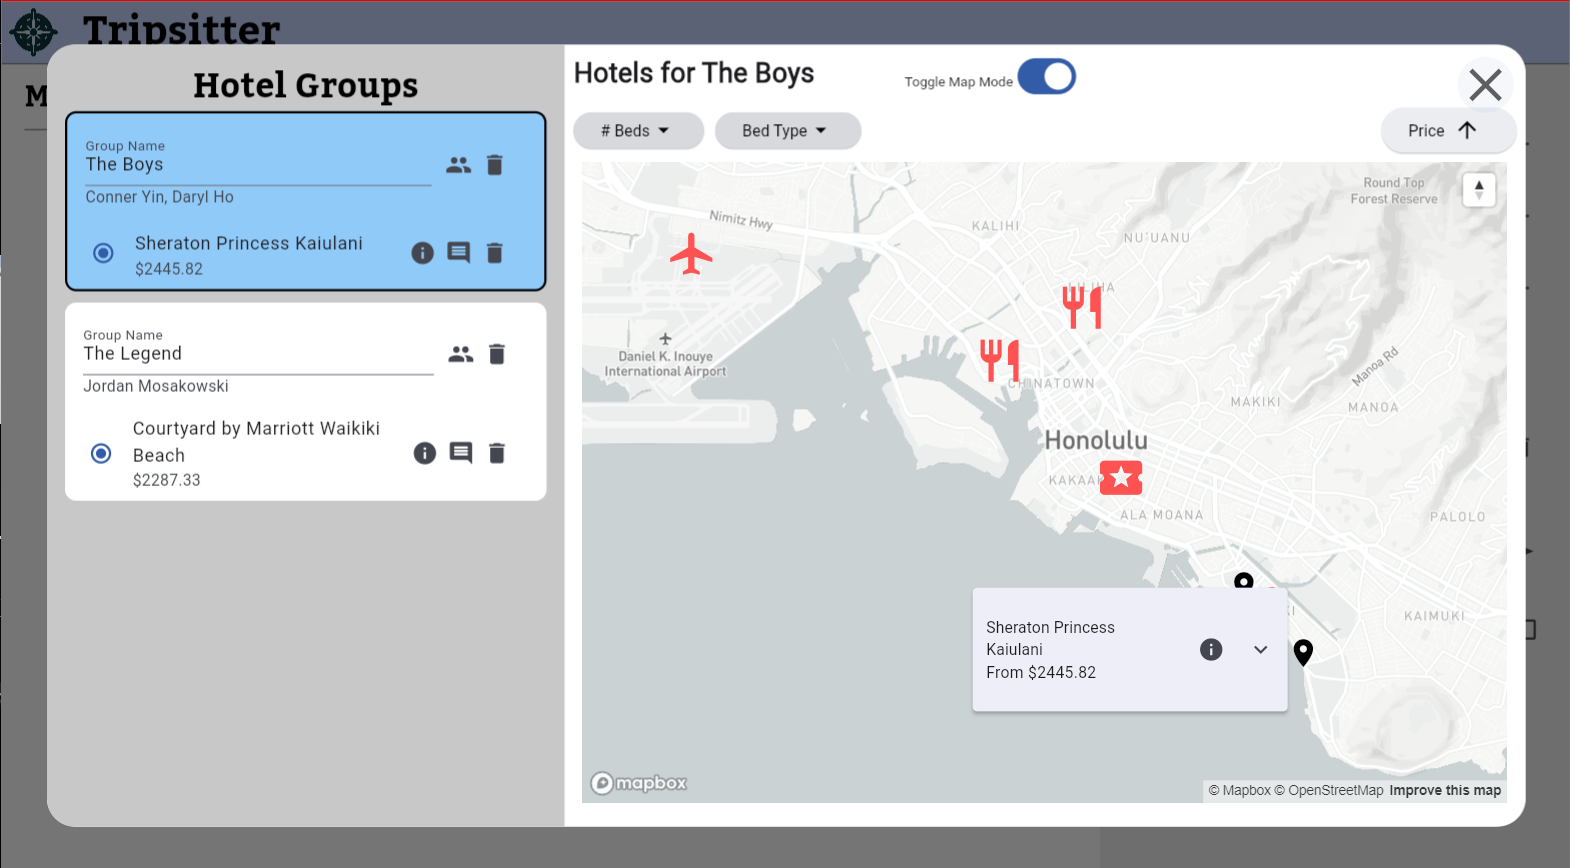 Tripsitter
M
Hotel Groups
Group Name
The Boys
Conner Yin, Daryl Ho
Sheraton Princess Kaiulani
$2445.82
Group Name
The Legend
Jordan Mosakowski
Courtyard by Marriott Waikiki
Beach
$2287.33
Hotels for The Boys
Toggle Map Mode
# Beds
Bed Type
Price
Round Top
Forest Reserve
Nimitz Hwy
KALIHI
NU'UANU
LILIHA
Daniel K. Inouye
International Airport
CHINATOWN
Manoa Rd
MAKIKI
MANOA
Honolulu
KAKAA
ALA MOANA
PALOLO
KI
KAIMUKI
Sheraton Princess
Kaiulani
From $2445.82
mapbox
© Mapbox © OpenStreetMap Improve this map